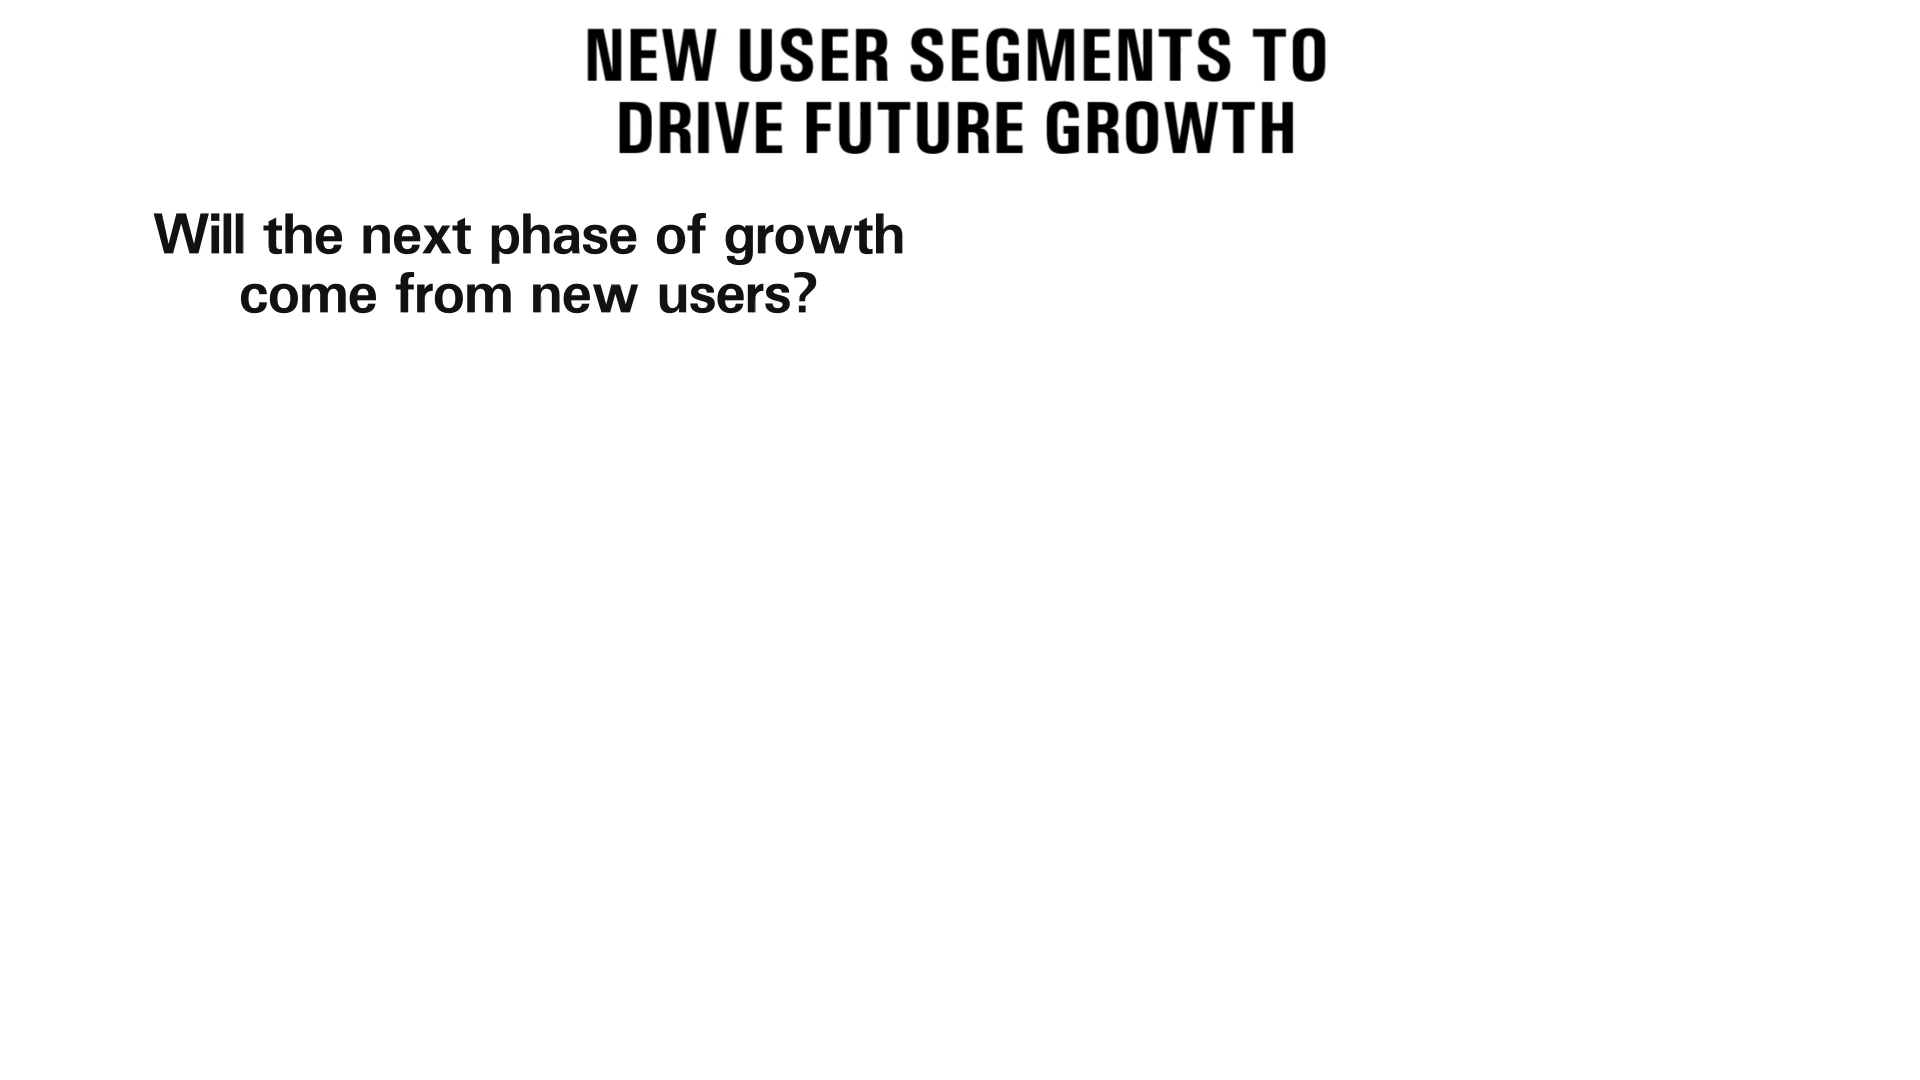 NEW USER SEGMENTS TO
DRIVE FUTURE GROWTH
Will the next phase of growth
come from new users?